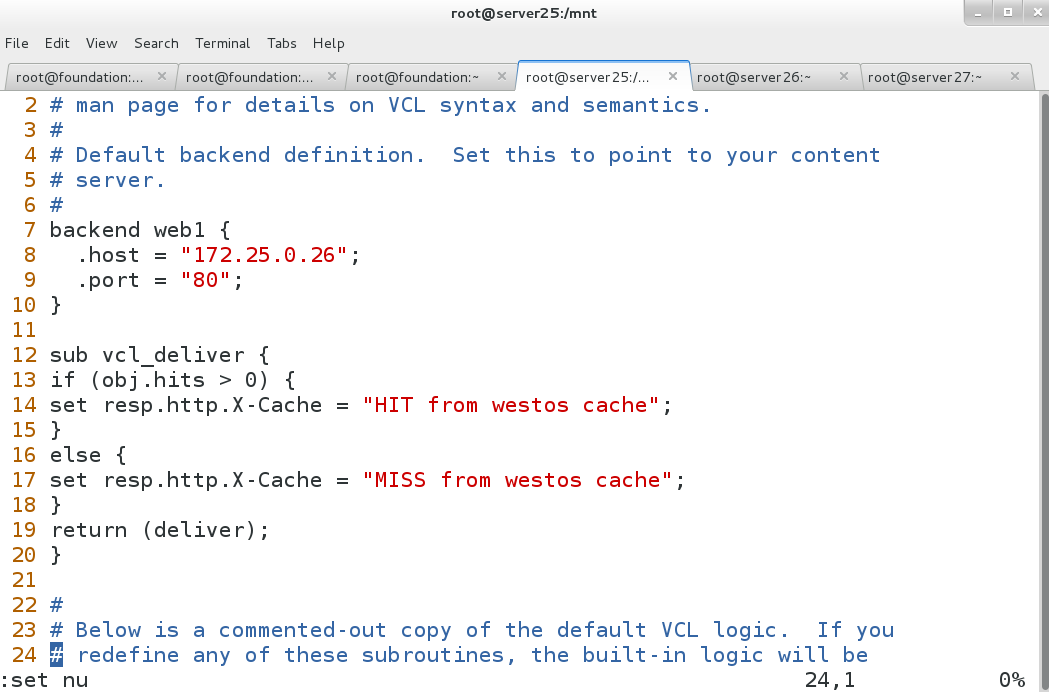 root@server25:/mnt
File Edit View Search Terminal Tabs Help
root@foundation:... × root@foundation:... × root@foundation:~ × root@server25:/... × root@server26:~ × root@server27:~ ×
2 # man page for details on VCL syntax and semantics.
3 #
4 # Default backend definition.  Set this to point to your content
5 # server.
6 #
7 backend web1 {
8   .host = "172.25.0.26";
9   .port = "80";
10 }
11
12 sub vcl_deliver {
13 if (obj.hits > 0) {
14 set resp.http.X-Cache = "HIT from westos cache";
15 }
16 else {
17 set resp.http.X-Cache = "MISS from westos cache";
18 }
19 return (deliver);
20 }
21
22 #
23 # Below is a commented-out copy of the default VCL logic.  If you
24 # redefine any of these subroutines, the built-in logic will be
:set nu 24,1 0%